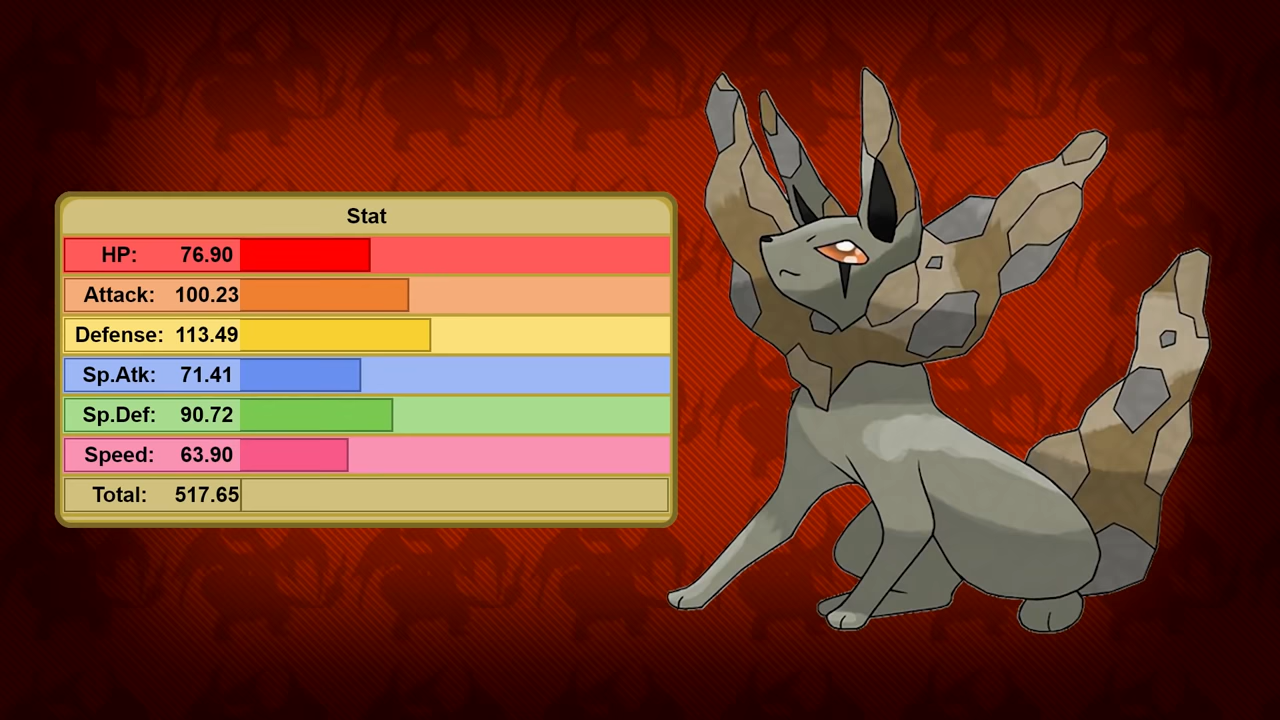 Stat
HP: 76.90
Attack: 100.23
Defense: 113.49
Sp.Atk: 71.41
Sp.Def: 90.72
Speed: 63.90
Total: 517.65